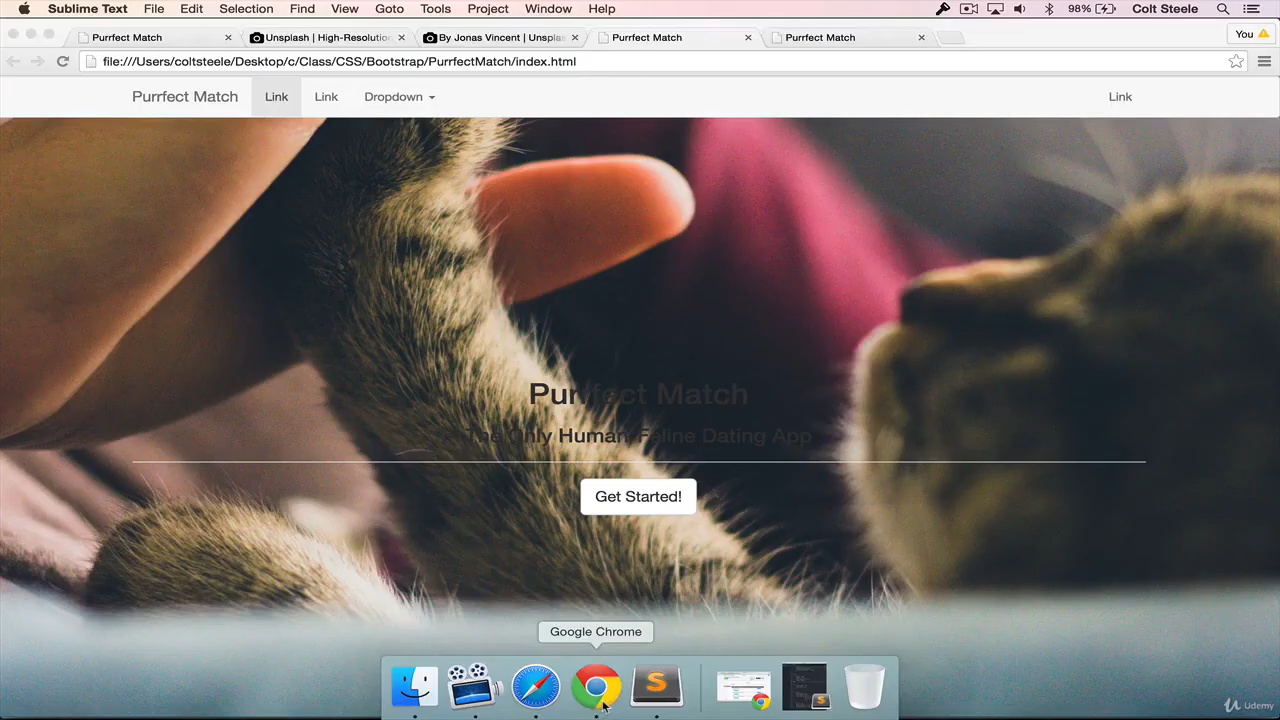 Sublime Text File Edit Selection Find View Goto Tools Project Window Help 98% Colt Steele
Purrfect Match Unsplash | High-Resolutio By Jonas Vincent | Unspla Purrfect Match Purrfect Match You
file:///Users/coltsteele/Desktop/c/Class/CSS/Bootstrap/PurrfectMatch/index.html
Purrfect Match Link Link Dropdown Link
Purrfect Match
The Only Human/Feline Dating App
Get Started!
Google Chrome
S
Udemy